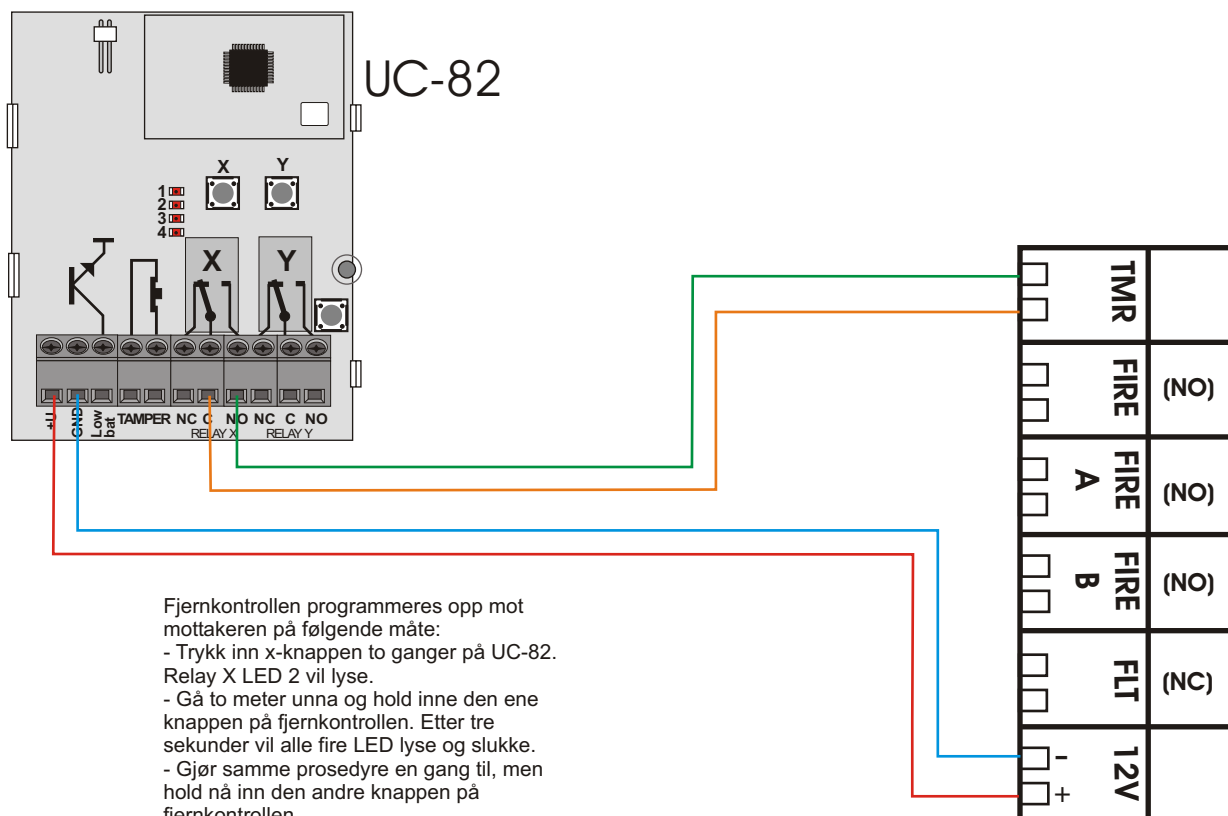 UC-82
X Y
1
2
3
4
X Y
+U GND Low bat TAMPER NC C NO NC C NO
RELAY X RELAY Y
TMR
FIRE (NO)
FIRE A (NO)
FIRE B (NO)
FLT (NC)
12V - +
Fjernkontrollen programmeres opp mot
mottakeren på følgende måte:
- Trykk inn x-knappen to ganger på UC-82.
Relay X LED 2 vil lyse.
- Gå to meter unna og hold inne den ene
knappen på fjernkontrollen. Etter tre
sekunder vil alle fire LED lyse og slukke.
- Gjør samme prosedyre en gang til, men
hold nå inn den andre knappen på
fjernkontrollen